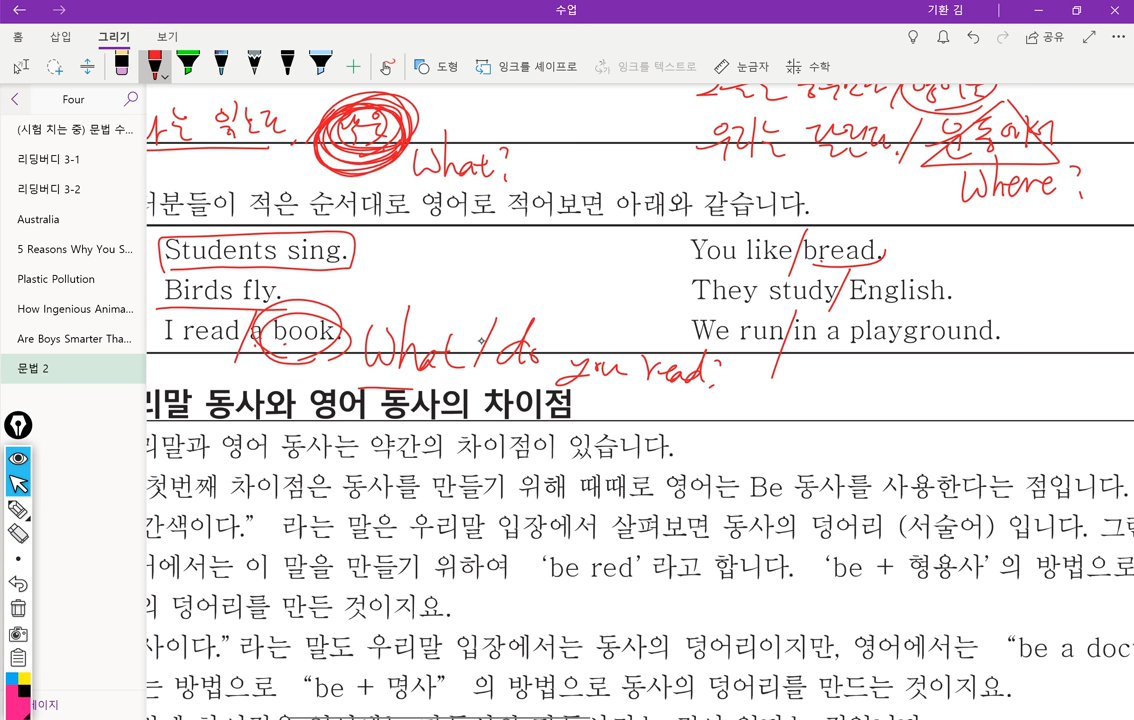 수업
기환 김
홈 삽입 그리기 보기
도형 잉크를 셰이프로 잉크를 텍스트로 눈금자 수학 공유
Four
(시험 치는 중) 문법 수...
리딩버디 3-1
리딩버디 3-2
Australia
5 Reasons Why You S...
Plastic Pollution
How Ingenious Anima...
Are Boys Smarter Tha...
문법 2
페이지
What?
우리는 달린다 / 운동장에서
Where?
러분들이 적은 순서대로 영어로 적어보면 아래와 같습니다.
Students sing. You like / bread.
Birds fly. They study / English.
I read / a book. We run / in a playground.
What / do you read?
리말 동사와 영어 동사의 차이점
리말과 영어 동사는 약간의 차이점이 있습니다.
첫번째 차이점은 동사를 만들기 위해 때때로 영어는 Be 동사를 사용한다는 점입니다.
간색이다.” 라는 말은 우리말 입장에서 살펴보면 동사의 덩어리 (서술어) 입니다. 그런
어에서는 이 말을 만들기 위하여 ‘be red’라고 합니다. ‘be + 형용사’의 방법으로
의 덩어리를 만든 것이지요.
사이다.”라는 말도 우리말 입장에서는 동사의 덩어리이지만, 영어에서는 “be a doc
는 방법으로 “be + 명사” 의 방법으로 동사의 덩어리를 만드는 것이지요.